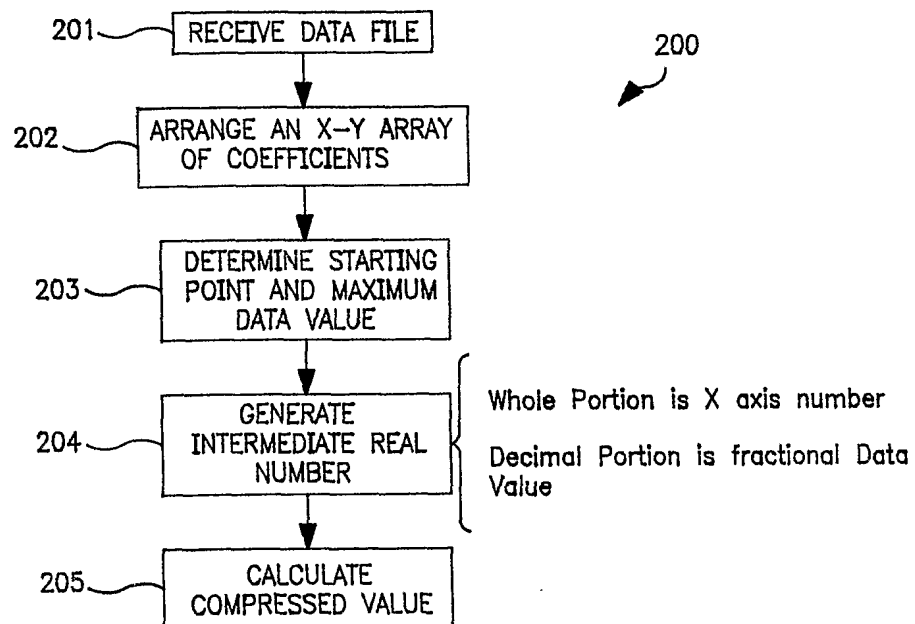 201
RECEIVE DATA FILE
200
202
ARRANGE AN X-Y ARRAY
OF COEFFICIENTS
203
DETERMINE STARTING
POINT AND MAXIMUM
DATA VALUE
204
GENERATE
INTERMEDIATE REAL
NUMBER
Whole Portion is X axis number
Decimal Portion is fractional Data
Value
205
CALCULATE
COMPRESSED VALUE